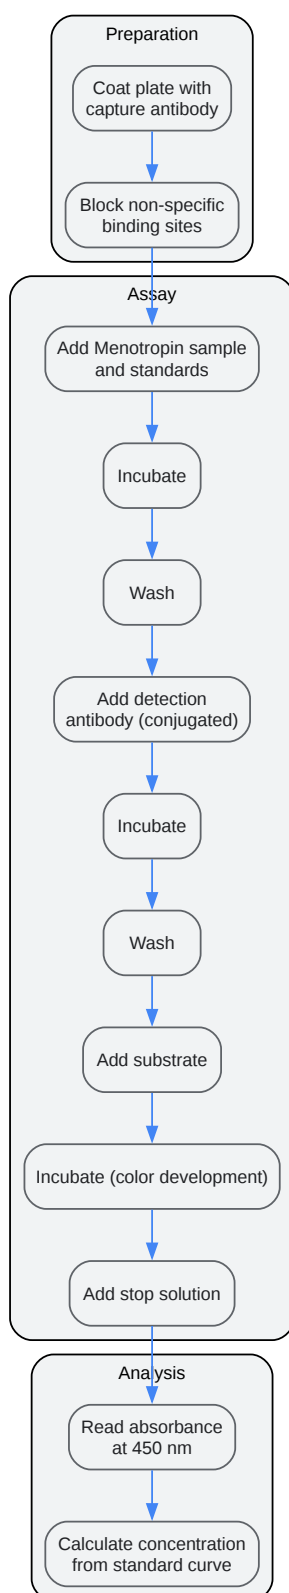 Preparation
Coat plate with
capture antibody
Block non-specific
binding sites
Assay
Add Menotropin sample
and standards
Incubate
Wash
Add detection
antibody (conjugated)
Incubate
Wash
Add substrate
Incubate (color development)
Add stop solution
Analysis
Read absorbance
at 450 nm
Calculate concentration
from standard curve